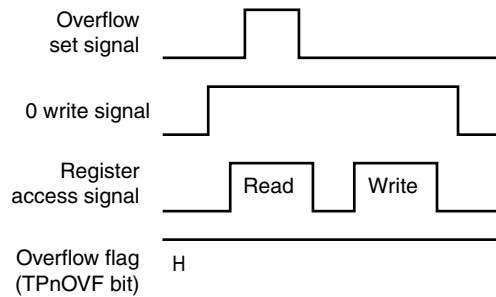 Overflow
set signal
0 write signal
Register
access signal
Read
Write
Overflow flag
(TPnOVF bit)
H